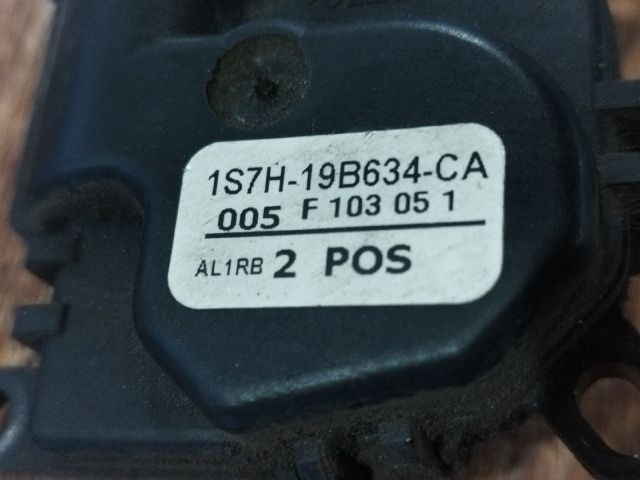 1S7H-19B634-CA
005 F 103 05 1
AL1RB 2 POS